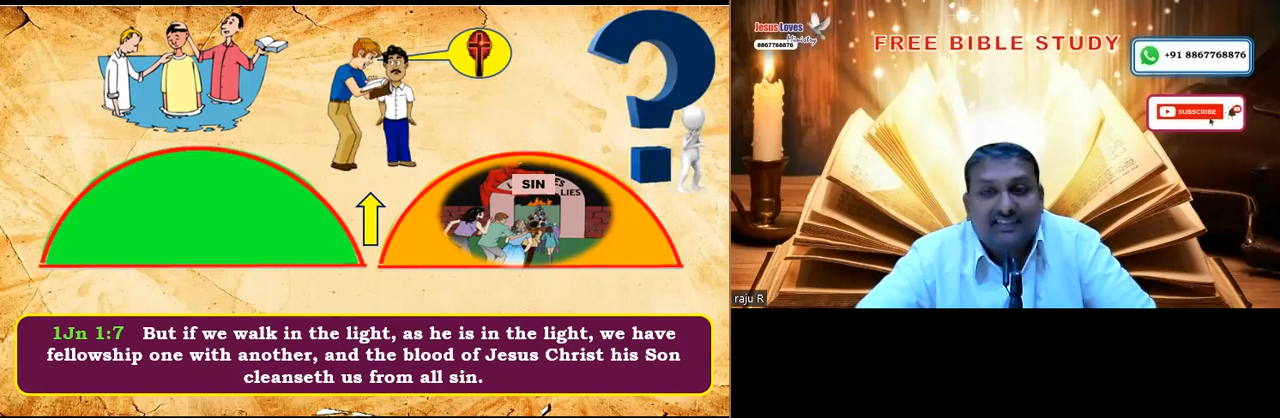 SIN
LIES
1Jn 1:7 But if we walk in the light, as he is in the light, we have
fellowship one with another, and the blood of Jesus Christ his Son
cleanseth us from all sin.
Jesus Loves
Ministry
8867768876
FREE BIBLE STUDY
+91 8867768876
SUBSCRIBE
raju R